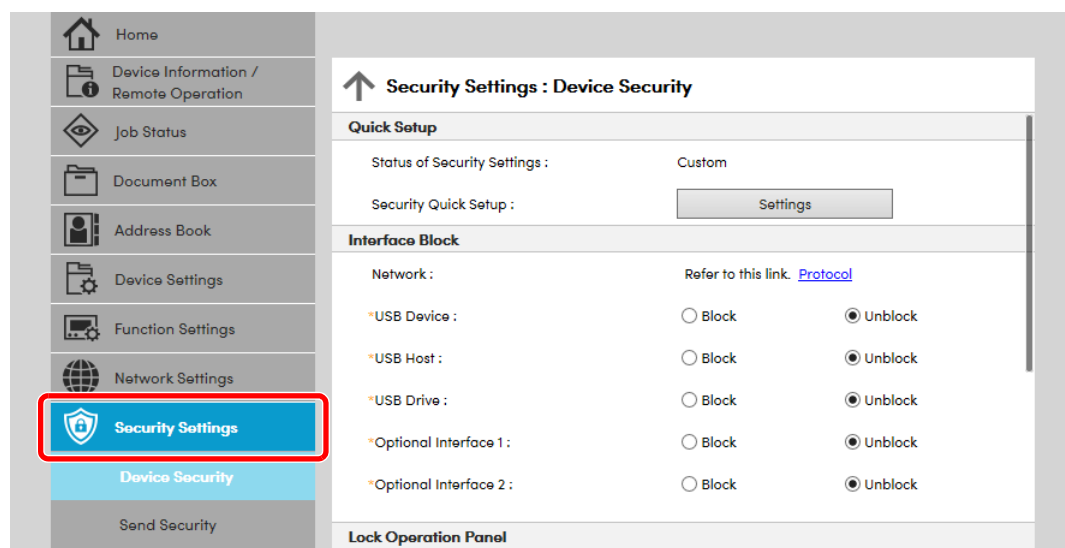 Home
Device Information /
Remote Operation
Job Status
Document Box
Address Book
Device Settings
Function Settings
Network Settings
Security Settings
Device Security
Send Security
Security Settings : Device Security
Quick Setup
Status of Security Settings : Custom
Security Quick Setup : Settings
Interface Block
Network : Refer to this link. Protocol
*USB Device : Block Unblock
*USB Host : Block Unblock
*USB Drive : Block Unblock
*Optional Interface 1 : Block Unblock
*Optional Interface 2 : Block Unblock
Lock Operation Panel